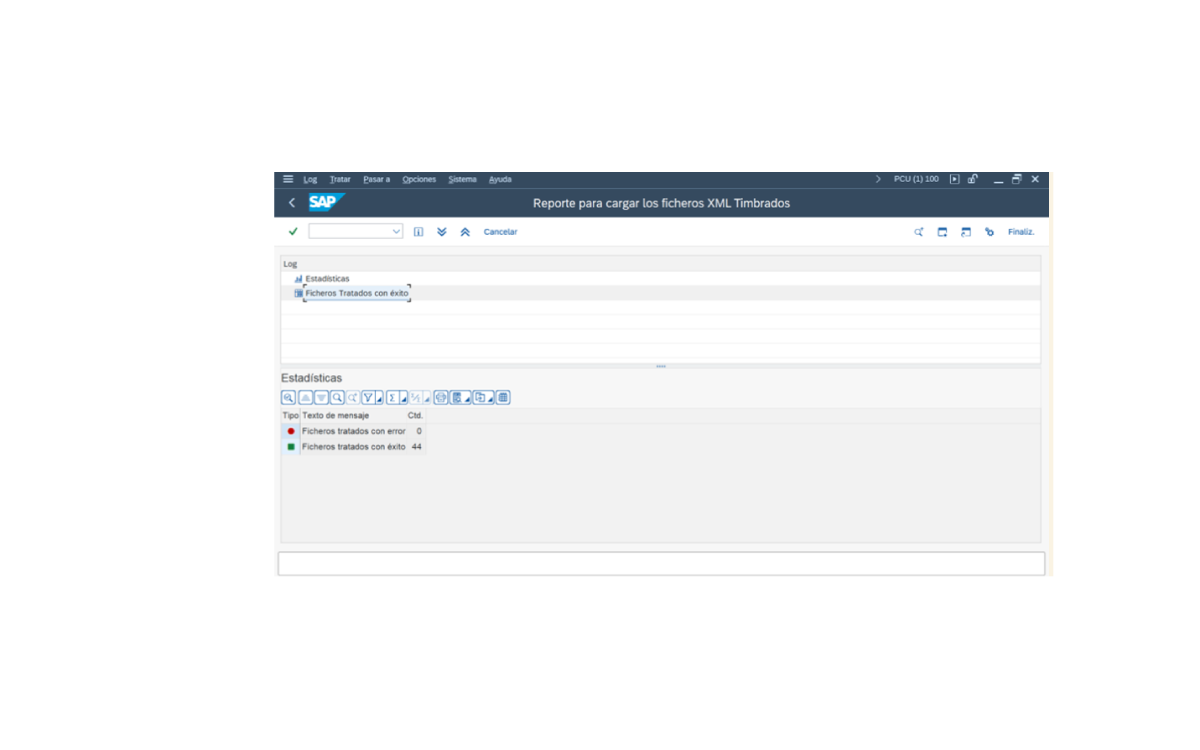 Log Tratar Pasar a Opciones Sistema Ayuda PCU (1) 100
SAP Reporte para cargar los ficheros XML Timbrados
Cancelar Finaliz.
Log
Estadísticas
Ficheros Tratados con éxito
Estadísticas
Tipo Texto de mensaje Ctd.
Ficheros tratados con error 0
Ficheros tratados con éxito 44